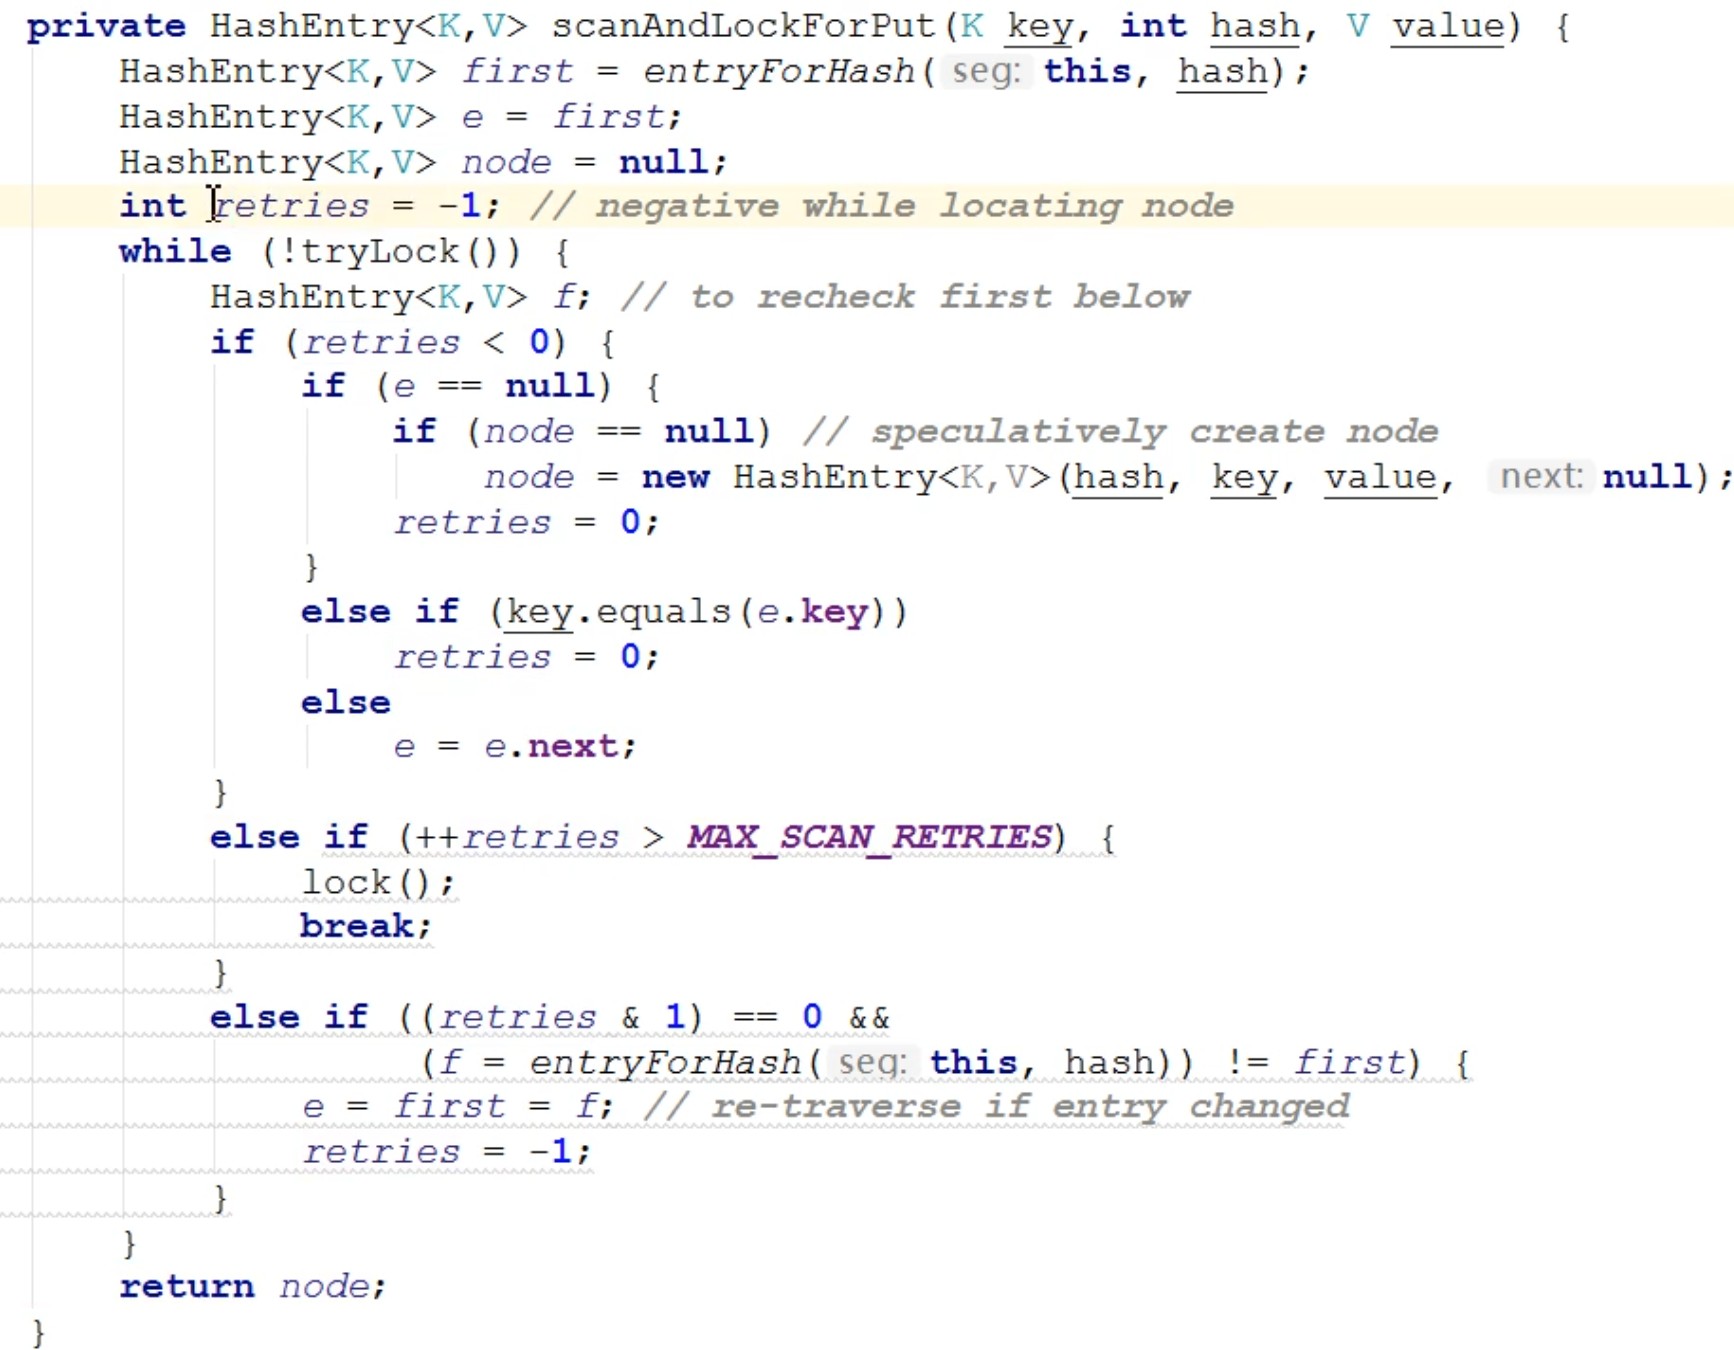 private HashEntry<K,V> scanAndLockForPut(K key, int hash, V value) {
HashEntry<K,V> first = entryForHash( seg: this, hash);
HashEntry<K,V> e = first;
HashEntry<K,V> node = null;
int retries = -1; // negative while locating node
while (!tryLock()) {
HashEntry<K,V> f; // to recheck first below
if (retries < 0) {
if (e == null) {
if (node == null) // speculatively create node
node = new HashEntry<K,V>(hash, key, value, next: null);
retries = 0;
}
else if (key.equals(e.key))
retries = 0;
else
e = e.next;
}
else if (++retries > MAX_SCAN_RETRIES) {
lock();
break;
}
else if ((retries & 1) == 0 &&
(f = entryForHash( seg: this, hash)) != first) {
e = first = f; // re-traverse if entry changed
retries = -1;
}
}
return node;
}